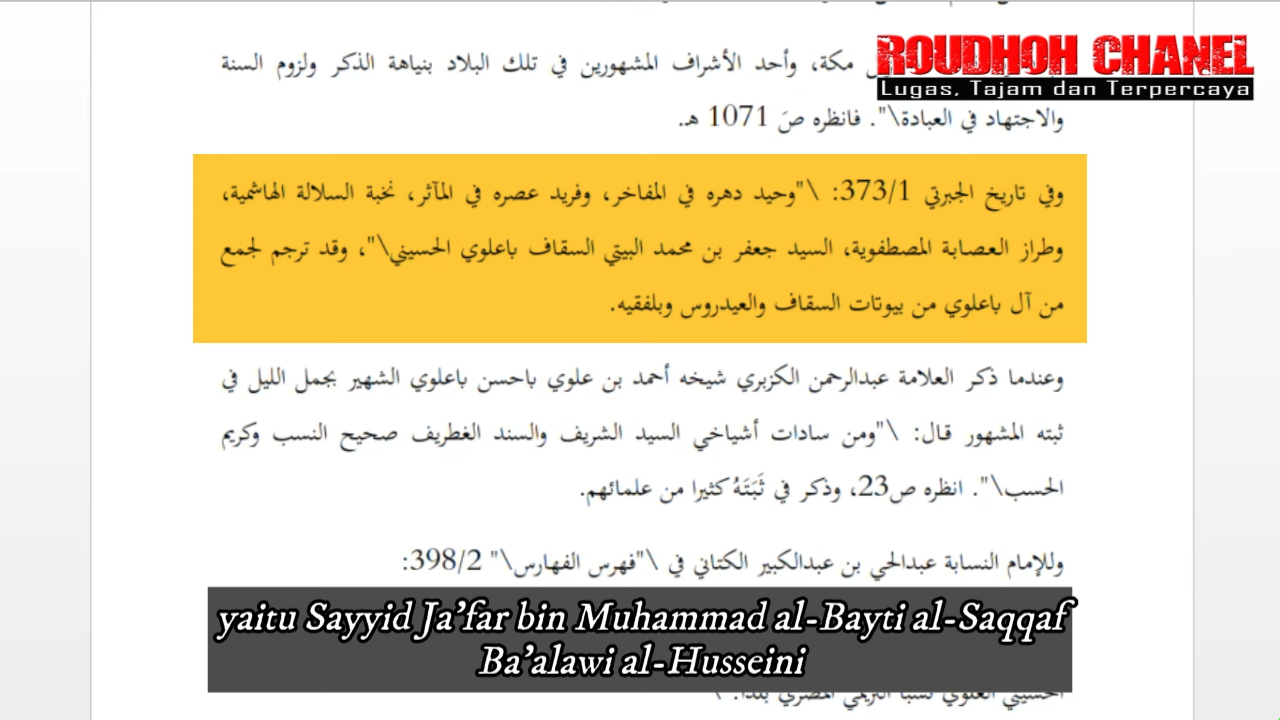 ROUDHOH CHANEL
Lugas, Tajam dan Terpercaya
مكة، وأحد الأشراف المشهورين في تلك البلاد بنياهة الذكر ولزوم السنة
والاجتهاد في العبادة\". فانظره صَ 1071 هـ.
وفي تاريخ الجبرتي 373/1: \"وحيد دهره في المفاخر، وفريد عصره في المآثر، نخبة السلالة الهاشمية،
وطراز العصابة المصطفوية، السيد جعفر بن محمد البيتي السقاف باعلوي الحسيني\"، وقد ترجم لجمع
من آل باعلوي من بيوتات السقاف والعيدروس وبلفقيه.
وعندما ذكر العلامة عبدالرحمن الكزبري شيخه أحمد بن علوي باحسن باعلوي الشهير بجمل الليل في
ثبته المشهور قال: \"ومن سادات أشياخي السيد الشريف والسند الغطريف صحيح النسب وكريم
الحسب\". انظره ص23، وذكر في ثَبَتَهُ كثيرا من علمائهم.
وللإمام النسابة عبدالحي بن عبدالكبير الكتاني في \"فهرس الفهارس\" 398/2:
yaitu Sayyid Ja'far bin Muhammad al-Bayti al-Saqqaf
Ba'alawi al-Husseini